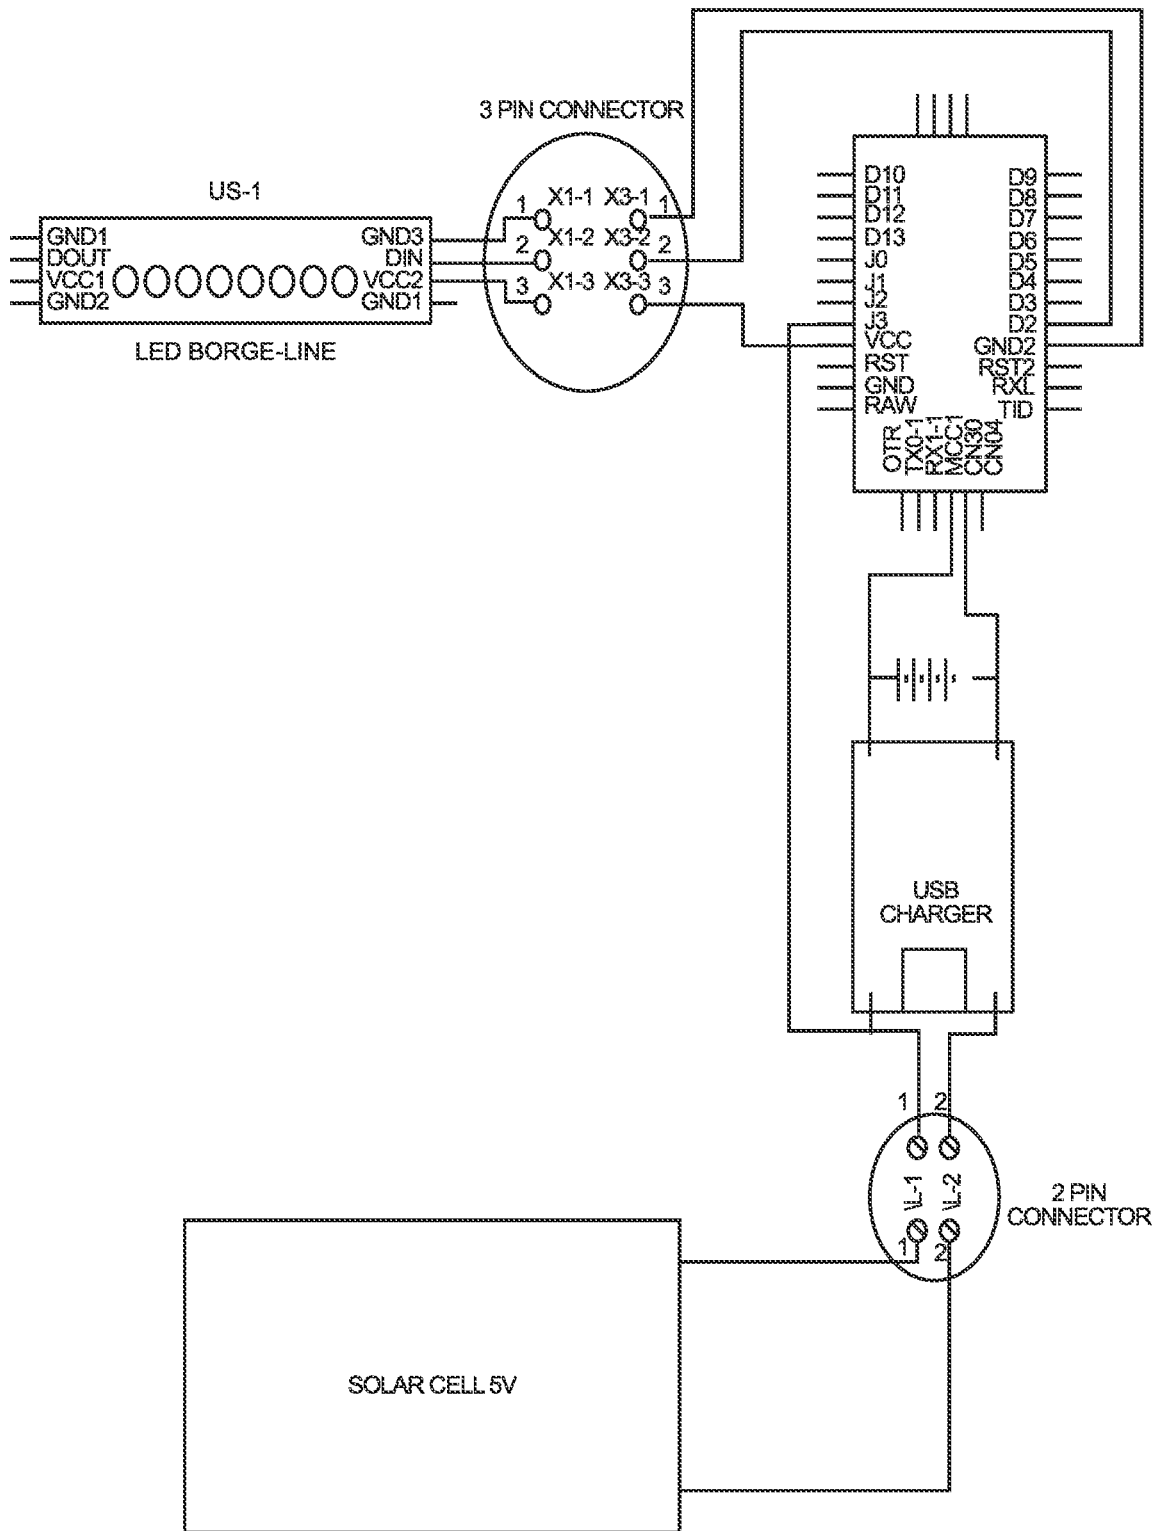 3 PIN CONNECTOR
US-1
GND1
DOUT
VCC1
GND2
GND3
DIN
VCC2
GND1
LED BORGE-LINE
1 X1-1 X3-1 1
2 X1-2 X3-2 2
3 X1-3 X3-3 3
D10
D11
D12
D13
J0
J1
J2
J3
VCC
RST
GND
RAW
D9
D8
D7
D6
D5
D4
D3
D2
GND2
RST2
RXL
TID
OTR
TX0-1
RX1-1
MCC1
CN30
CN04
USB
CHARGER
1 2
\L-1
\L-2
1 2
2 PIN
CONNECTOR
SOLAR CELL 5V